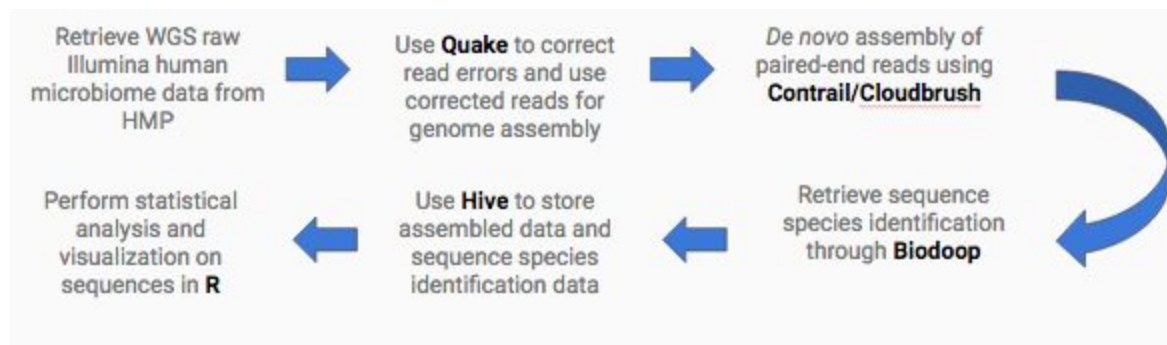 Retrieve WGS raw
Illumina human
microbiome data from
HMP
Use Quake to correct
read errors and use
corrected reads for
genome assembly
De novo assembly of
paired-end reads using
Contrail/Cloudbrush
Retrieve sequence
species identification
through Biodoop
Use Hive to store
assembled data and
sequence species
identification data
Perform statistical
analysis and
visualization on
sequences in R